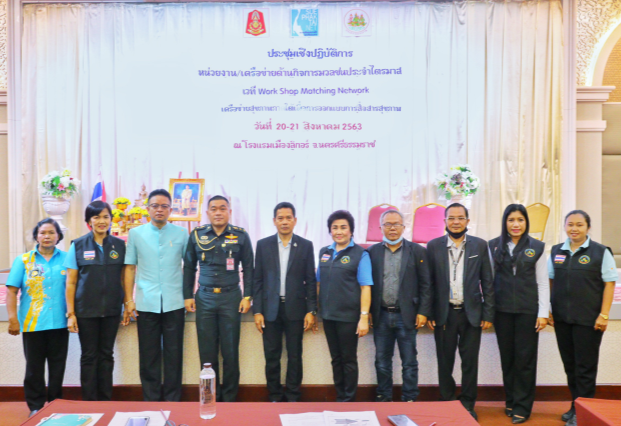 ประชุมเชิงปฏิบัติการ
หน่วยงาน/เครือข่ายด้านกิจการมวลชนประจำไตรมาส
เวที Work Shop Matching Network
วันที่ 20-21 สิงหาคม 2563
ณ โรงแรมเมืองลิกอร์ จ.นครศรีธรรมราช